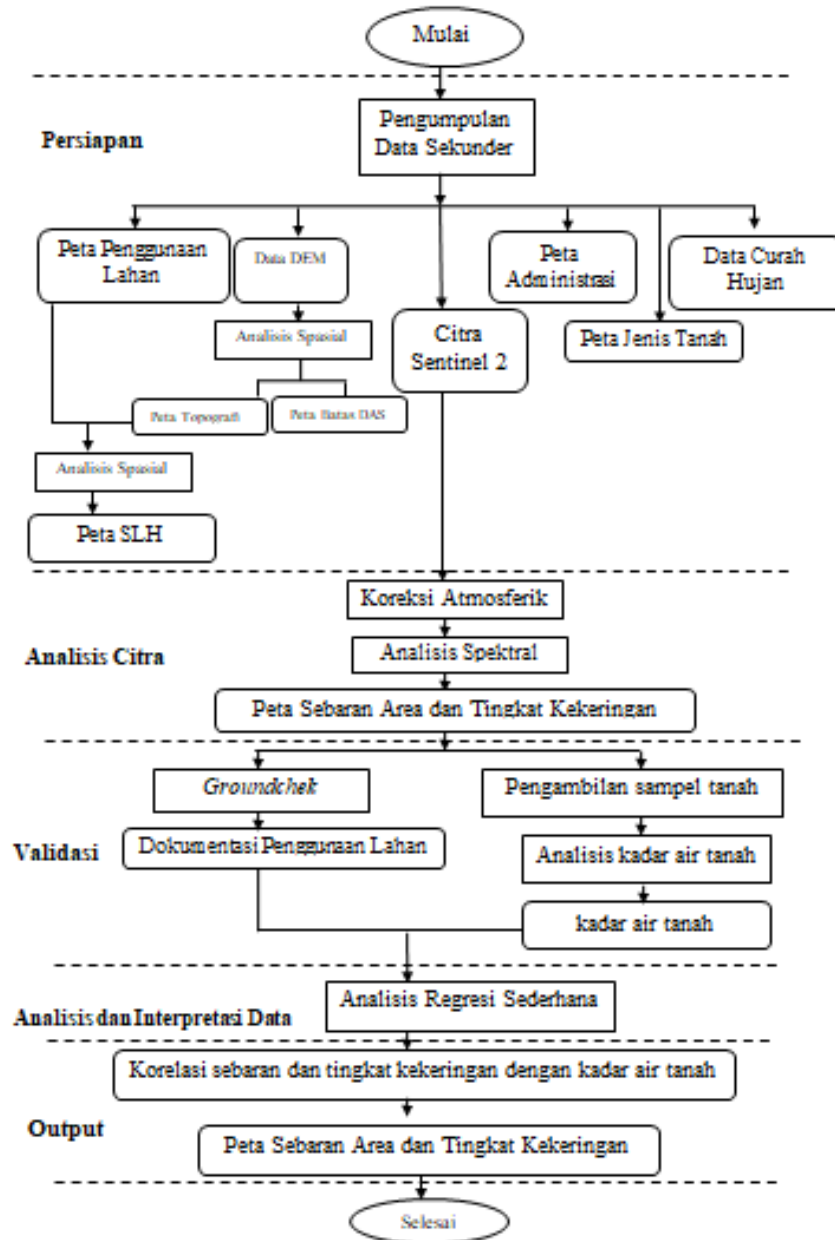 Mulai
Persiapan
Pengumpulan
Data Sekunder
Peta Penggunaan
Lahan
Data DEM
Peta
Administrasi
Data Curah
Hujan
Analisis Spasial
Citra
Sentinel 2
Peta Jenis Tanah
Peta Topografi
Peta Batas DAS
Analisis Spasial
Peta SLH
Koreksi Atmosferik
Analisis Citra
Analisis Spektral
Peta Sebaran Area dan Tingkat Kekeringan
Groundchek
Pengambilan sampel tanah
Validasi
Dokumentasi Penggunaan Lahan
Analisis kadar air tanah
kadar air tanah
Analisis dan Interpretasi Data
Analisis Regresi Sederhana
Korelasi sebaran dan tingkat kekeringan dengan kadar air tanah
Output
Peta Sebaran Area dan Tingkat Kekeringan
Selesai